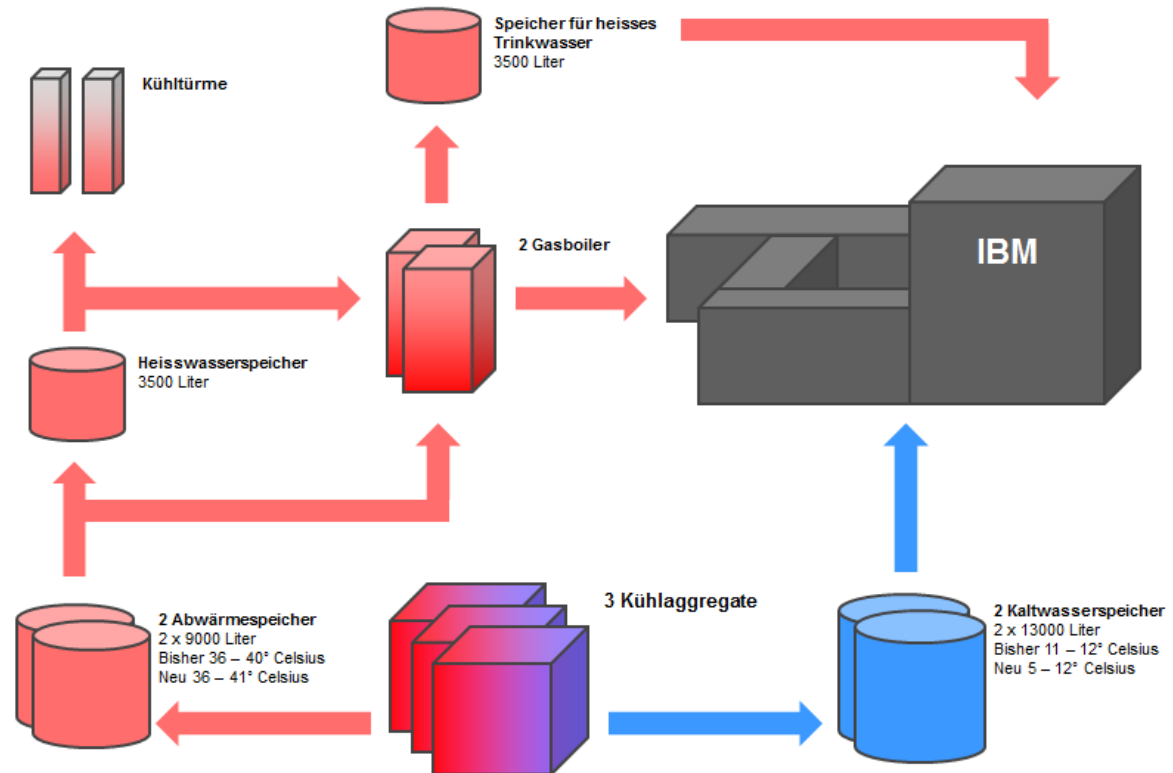 Speicher für heisses
Trinkwasser
3500 Liter
Kühltürme
2 Gasboiler
IBM
Heisswasserspeicher
3500 Liter
3 Kühlaggregate
2 Abwärmespeicher
2 x 9000 Liter
Bisher 36 – 40° Celsius
Neu 36 – 41° Celsius
2 Kaltwasserspeicher
2 x 13000 Liter
Bisher 11 – 12° Celsius
Neu 5 – 12° Celsius